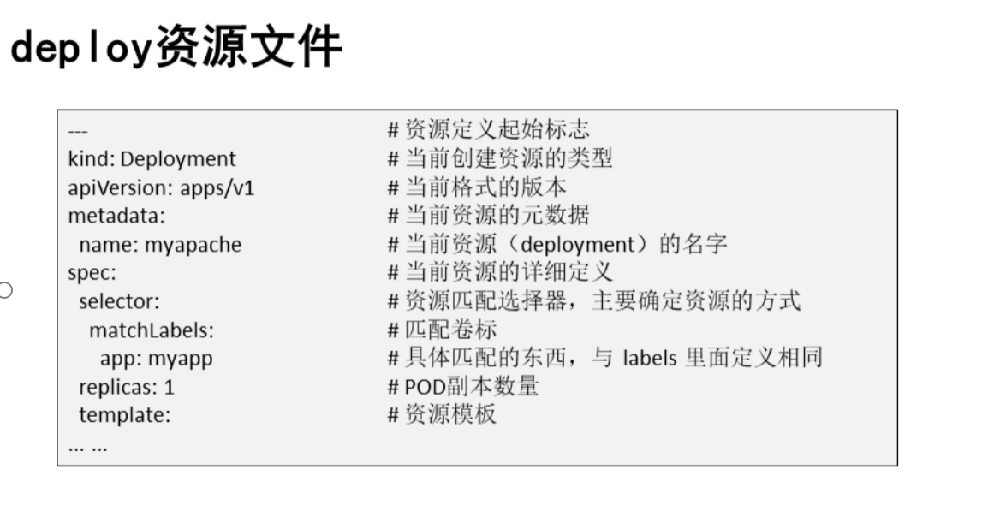 deploy资源文件
--- # 资源定义起始标志
kind: Deployment # 当前创建资源的类型
apiVersion: apps/v1 # 当前格式的版本
metadata: # 当前资源的元数据
  name: myapache # 当前资源（deployment）的名字
spec: # 当前资源的详细定义
  selector: # 资源匹配选择器，主要确定资源的方式
    matchLabels: # 匹配卷标
      app: myapp # 具体匹配的东西，与 labels 里面定义相同
  replicas: 1 # POD副本数量
  template: # 资源模板
... ...